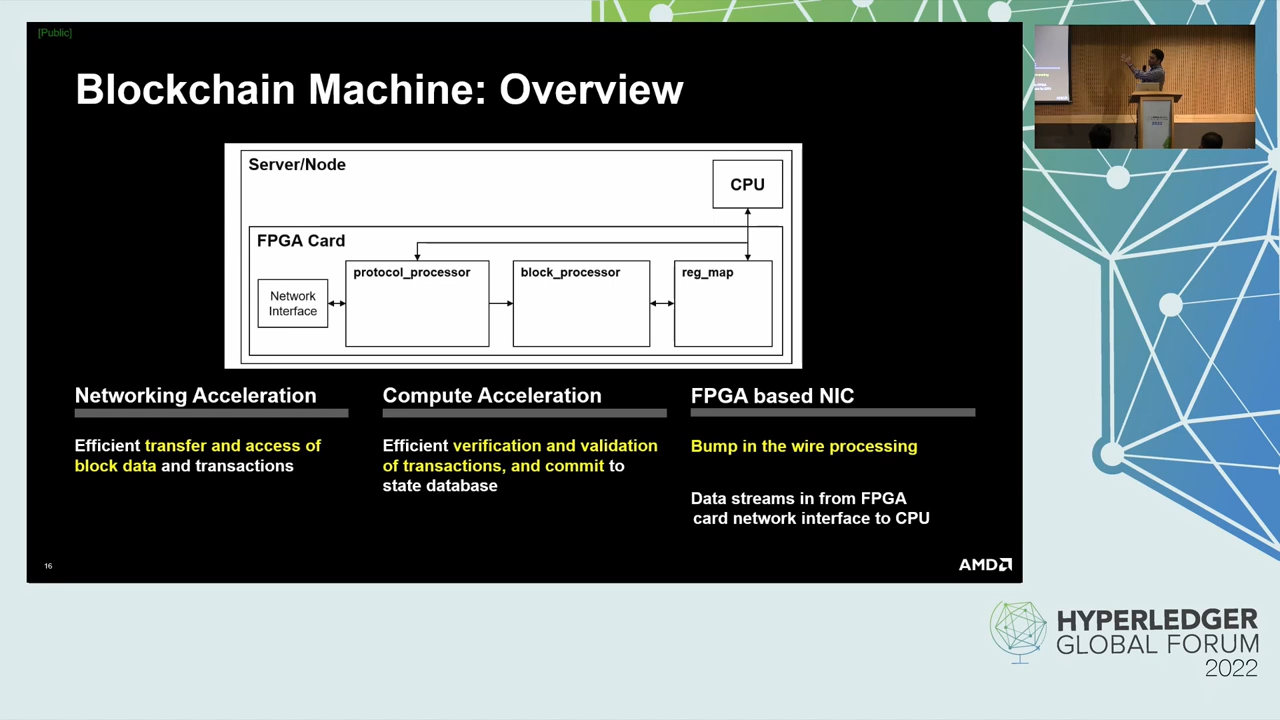 [Public]
Blockchain Machine: Overview
Server/Node
CPU
FPGA Card
protocol_processor
block_processor
reg_map
Network
Interface
Networking Acceleration
Efficient transfer and access of
block data and transactions
Compute Acceleration
Efficient verification and validation
of transactions, and commit to
state database
FPGA based NIC
Bump in the wire processing
Data streams in from FPGA
card network interface to CPU
16
AMD
HYPERLEDGER
GLOBAL FORUM
2022